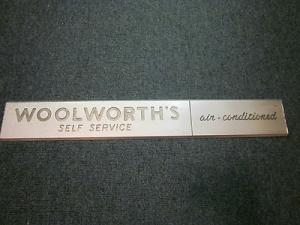 WOOLWORTH'S air-conditioned
SELF SERVICE